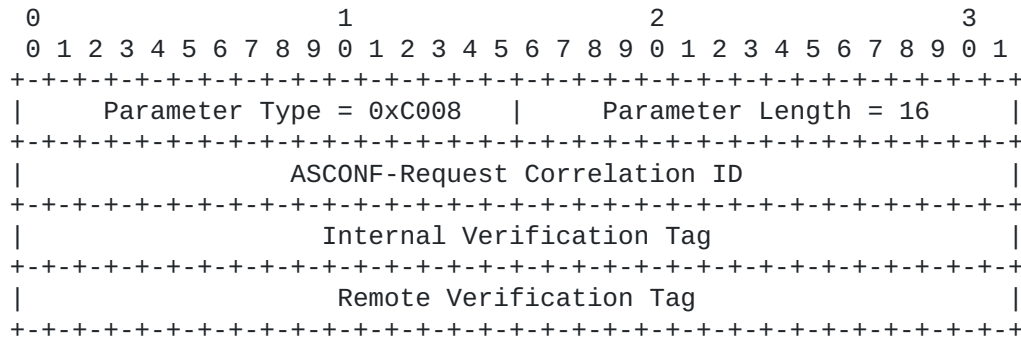 0                   1                   2                   3
 0 1 2 3 4 5 6 7 8 9 0 1 2 3 4 5 6 7 8 9 0 1 2 3 4 5 6 7 8 9 0 1
+-+-+-+-+-+-+-+-+-+-+-+-+-+-+-+-+-+-+-+-+-+-+-+-+-+-+-+-+-+-+-+-+
|     Parameter Type = 0xC008   |     Parameter Length = 16     |
+-+-+-+-+-+-+-+-+-+-+-+-+-+-+-+-+-+-+-+-+-+-+-+-+-+-+-+-+-+-+-+-+
|                 ASCONF-Request Correlation ID                 |
+-+-+-+-+-+-+-+-+-+-+-+-+-+-+-+-+-+-+-+-+-+-+-+-+-+-+-+-+-+-+-+-+
|                   Internal Verification Tag                   |
+-+-+-+-+-+-+-+-+-+-+-+-+-+-+-+-+-+-+-+-+-+-+-+-+-+-+-+-+-+-+-+-+
|                    Remote Verification Tag                    |
+-+-+-+-+-+-+-+-+-+-+-+-+-+-+-+-+-+-+-+-+-+-+-+-+-+-+-+-+-+-+-+-+